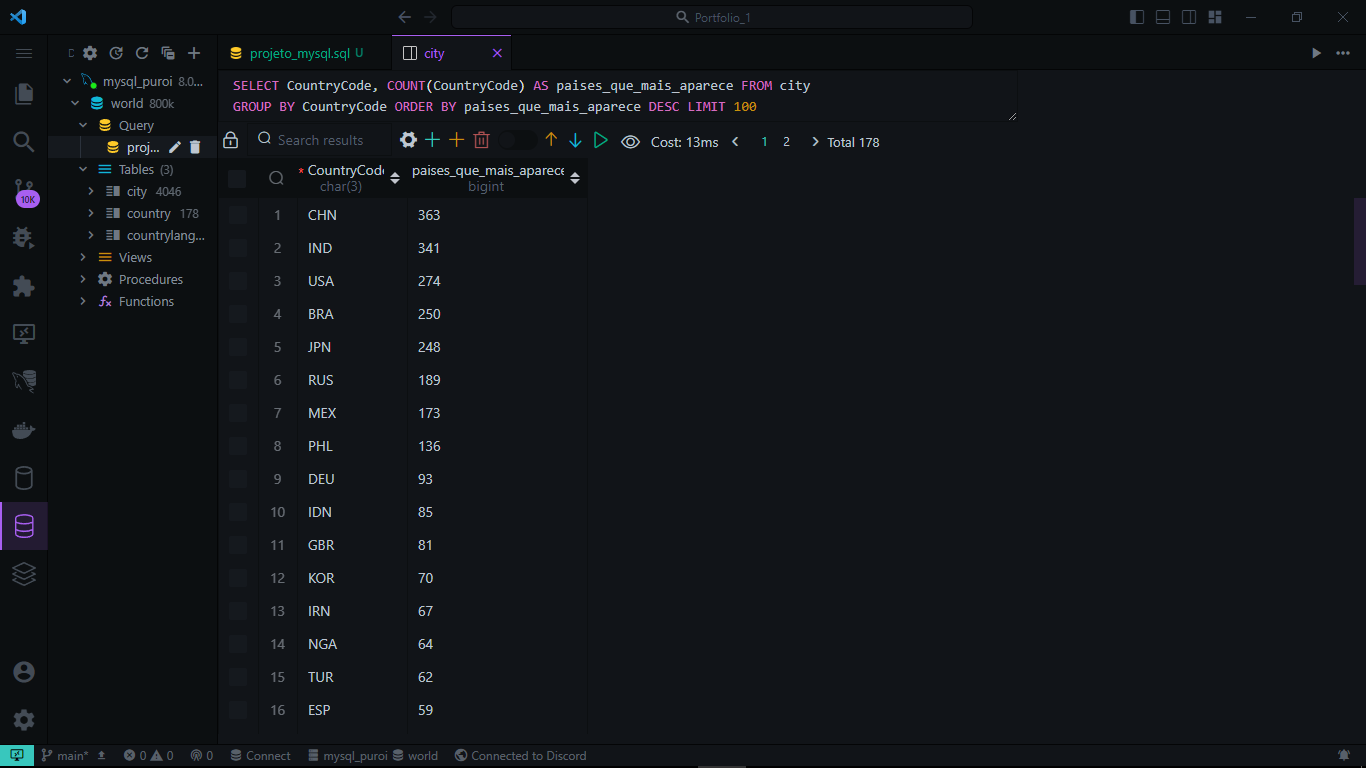 Portfolio_1
projeto_mysql.sql U
city
mysql_puroi 8.0...
world 800k
Query
proj...
Tables (3)
city 4046
country 178
countrylang...
Views
Procedures
Functions
10K
SELECT CountryCode, COUNT(CountryCode) AS paises_que_mais_aparece FROM city
GROUP BY CountryCode ORDER BY paises_que_mais_aparece DESC LIMIT 100
Search results
Cost: 13ms
1 2
Total 178
* CountryCode paises_que_mais_aparece
char(3) bigint
1 CHN 363
2 IND 341
3 USA 274
4 BRA 250
5 JPN 248
6 RUS 189
7 MEX 173
8 PHL 136
9 DEU 93
10 IDN 85
11 GBR 81
12 KOR 70
13 IRN 67
14 NGA 64
15 TUR 62
16 ESP 59
main* 0 0 0 Connect mysql_puroi world Connected to Discord